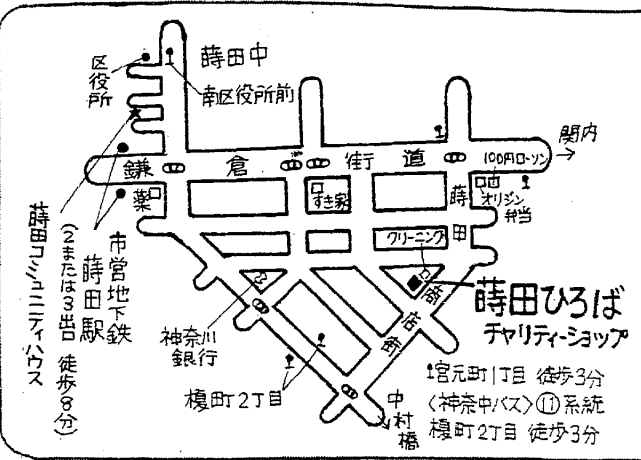 区役所
蒔田中
南区役所前
鎌倉街道
100円ローソン
関内
薬
すき家
オリジン
弁当
蒔田
クリーニング
蒔田コミュニティハウス
(2または3出口 徒歩8分)
市営地下鉄
蒔田駅
神奈川
銀行
商店街
蒔田ひろば
チャリティーショップ
榎町2丁目
中村橋
宮元町1丁目 徒歩3分
〈神奈中バス〉⑪系統
榎町2丁目 徒歩3分